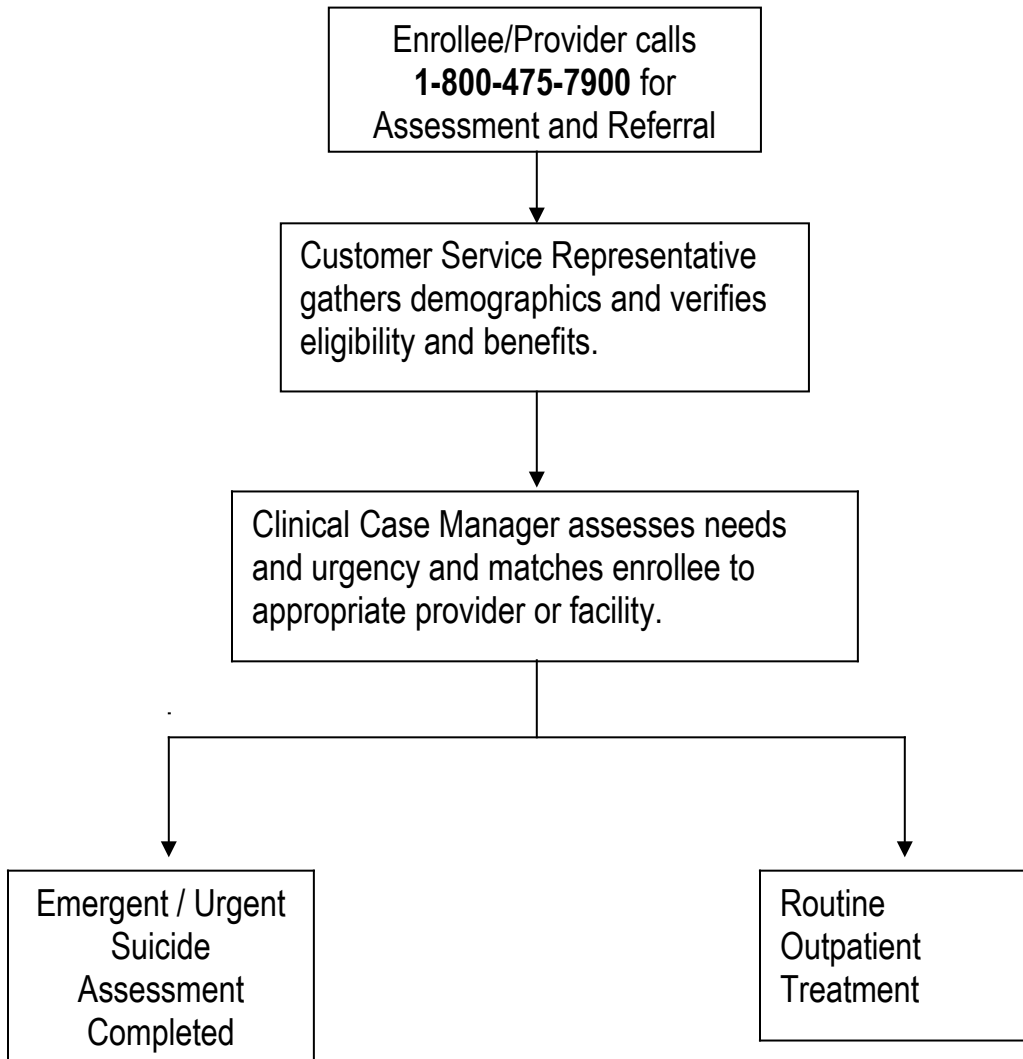 Enrollee/Provider calls
1-800-475-7900 for
Assessment and Referral
Customer Service Representative
gathers demographics and verifies
eligibility and benefits.
Clinical Case Manager assesses needs
and urgency and matches enrollee to
appropriate provider or facility.
Emergent / Urgent
Suicide
Assessment
Completed
Routine
Outpatient
Treatment